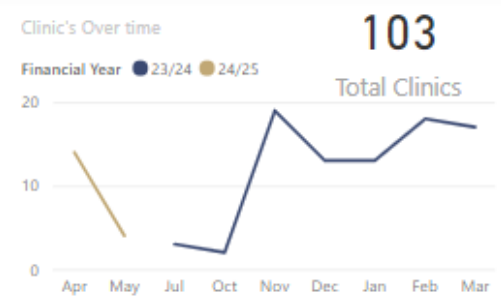 Clinic's Over time
103
Total Clinics
Financial Year 23/24 24/25
20
10
0
Apr May Jul Oct Nov Dec Jan Feb Mar